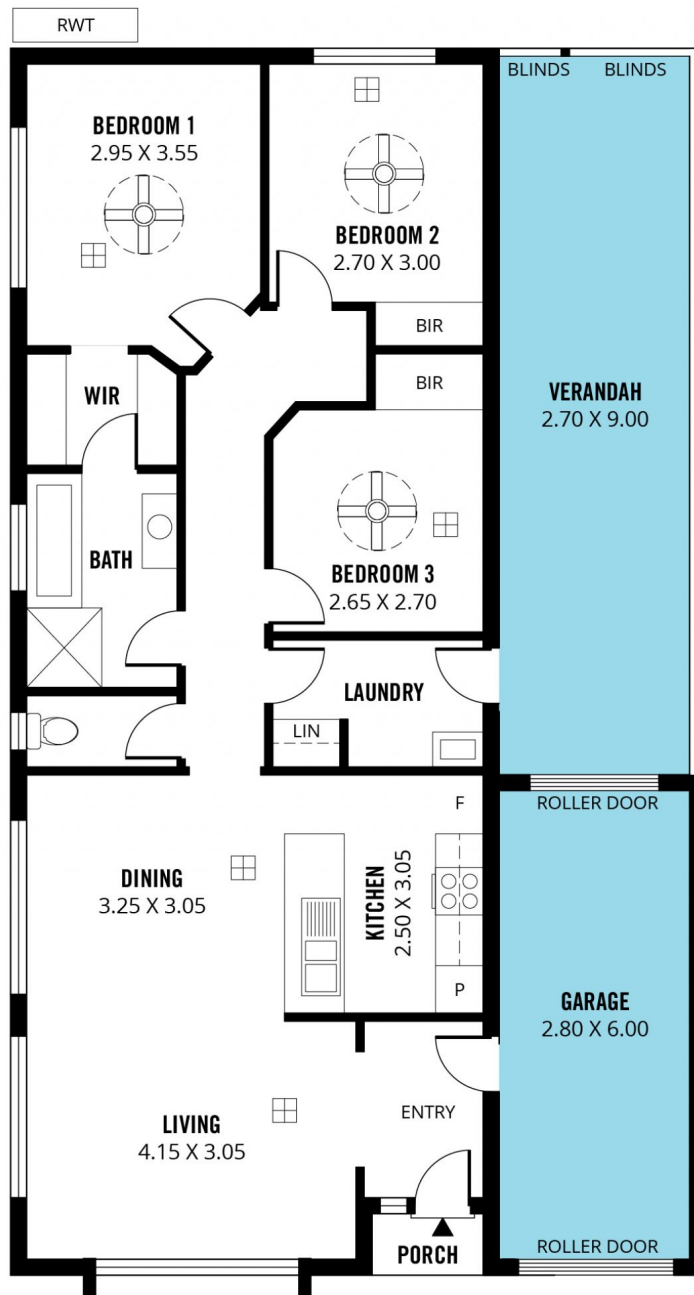 RWT
BLINDS
BLINDS
BEDROOM 1
2.95 X 3.55
BEDROOM 2
2.70 X 3.00
BIR
BIR
WIR
VERANDAH
2.70 X 9.00
BATH
BEDROOM 3
2.65 X 2.70
LAUNDRY
LIN
F
ROLLER DOOR
DINING
3.25 X 3.05
KITCHEN
2.50 X 3.05
P
GARAGE
2.80 X 6.00
LIVING
4.15 X 3.05
ENTRY
PORCH
ROLLER DOOR